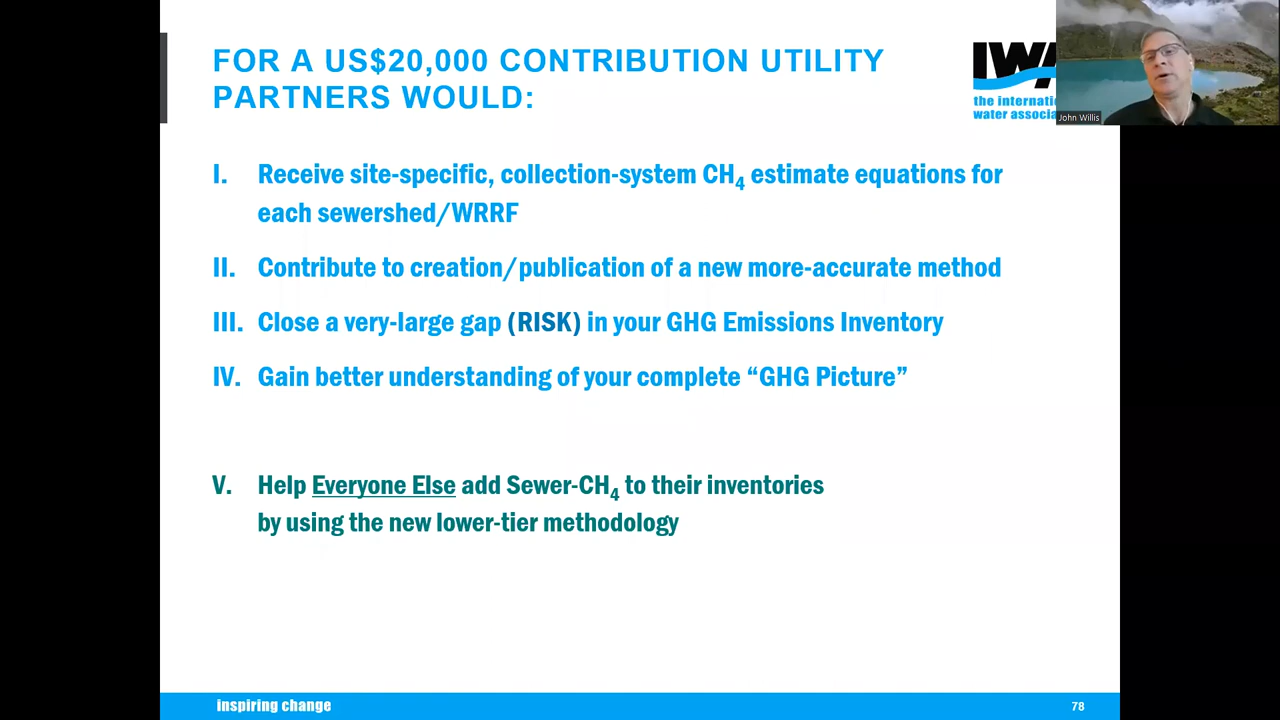 FOR A US$20,000 CONTRIBUTION UTILITY
PARTNERS WOULD:
IWA
the internati
water associa
John Willis
I. Receive site-specific, collection-system CH₄ estimate equations for
each sewershed/WRRF
II. Contribute to creation/publication of a new more-accurate method
III. Close a very-large gap (RISK) in your GHG Emissions Inventory
IV. Gain better understanding of your complete “GHG Picture”
V. Help Everyone Else add Sewer-CH₄ to their inventories
by using the new lower-tier methodology
inspiring change
78